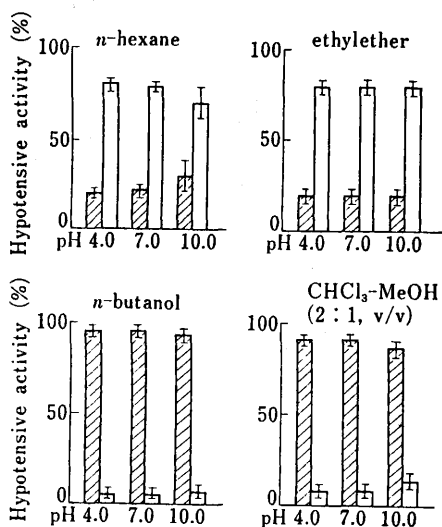 n-hexane
Hypotensive activity (%)
100
50
0
pH 4.0 7.0 10.0
ethylether
100
50
0
pH 4.0 7.0 10.0
n-butanol
Hypotensive activity (%)
100
50
0
pH 4.0 7.0 10.0
CHCl₃-MeOH
(2 : 1, v/v)
100
50
0
pH 4.0 7.0 10.0